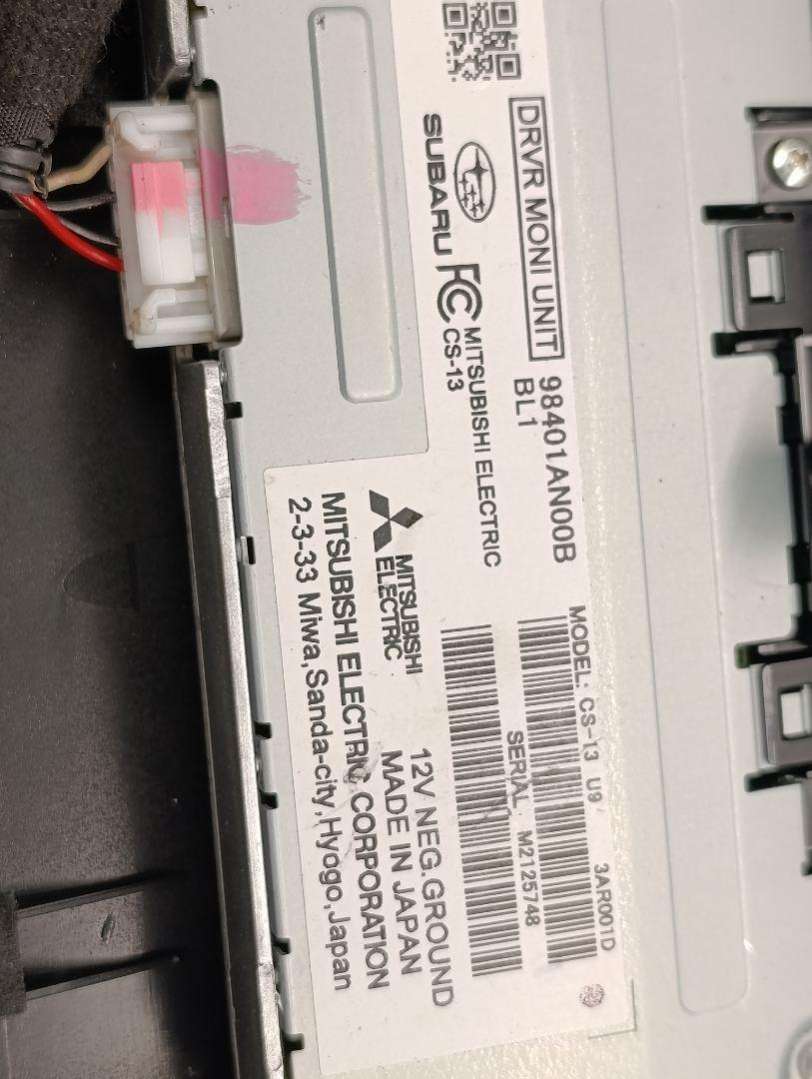 DRVR MONI UNIT 98401AN00B
BL1
SUBARU
FC MITSUBISHI ELECTRIC
CS-13
MODEL: CS-13 U9 3AR001D
SERIAL M2125748
MITSUBISHI
ELECTRIC
12V NEG.GROUND
MADE IN JAPAN
MITSUBISHI ELECTRIC CORPORATION
2-3-33 Miwa,Sanda-city,Hyogo,Japan